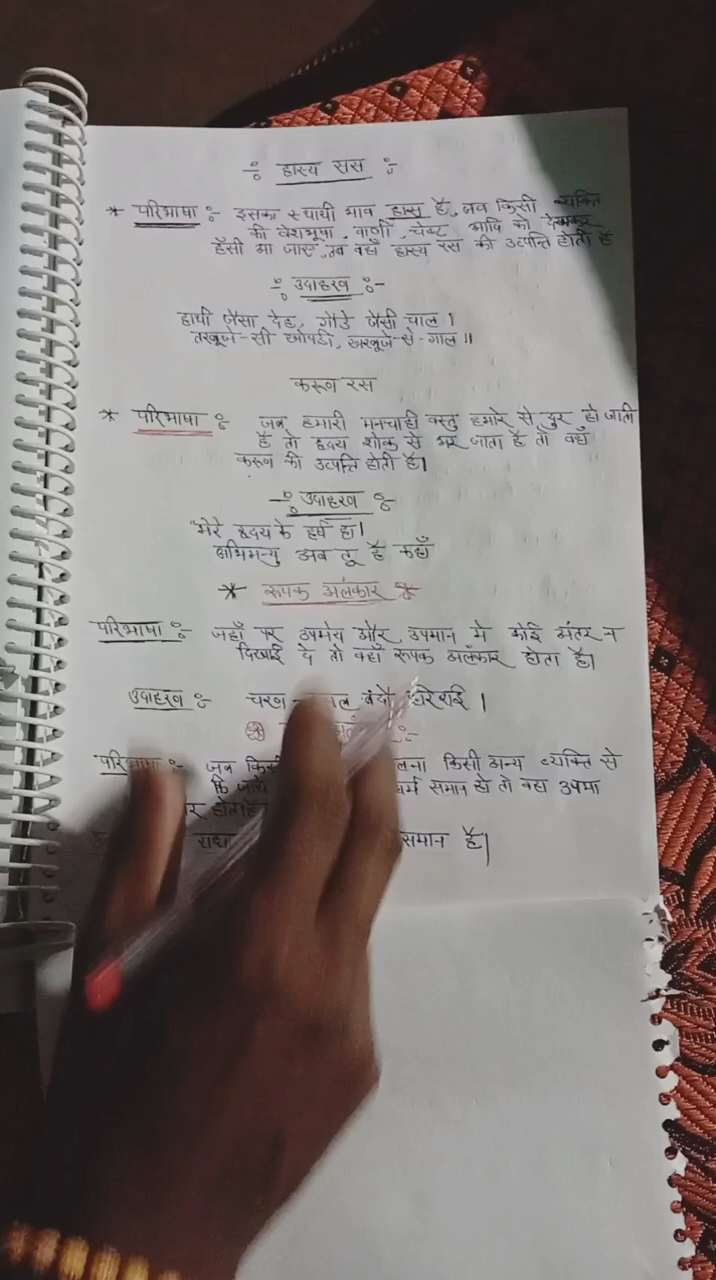 हास्य सस
* परिभाषा :- इसका स्थायी भाव हास है, जब किसी व्यक्ति
की वेशभूषा, वाणी, चेष्ट आदि को देखकर
हँसी आ जाए, तब वहाँ हास्य रस की उत्पत्ति होती है
उदाहरण :-
हाथी जैसा देह, गेंडे जैसी चाल।
तरबूजे-सी खोपडी, खरबूजे-से-गाल॥
करूण रस
* परिभाषा :- जब हमारी मनचाही वस्तु हमारे से दुर हो जाती
है तो हृदय शोक से भर जाता है तो वहाँ
करूण की उत्पत्ति होती है।
उदाहरण :-
"मेरे हृदय के हर्ष हा।
अभिमन्यु अब तू है कहाँ
* रूपक अलंकार *
परिभाषा :- जहाँ पर उपमेय और उपमान मे कोई अंतर न
दिखाई दे तो वहाँ रूपक अलंकार होता है।
उदाहरण :- चरण बंदौ हरि राई।
परिभाषा :- जब किसी किसी अन्य व्यक्ति से
कि जाये समान हो तो वहा उपमा
होता है
राधा समान है|